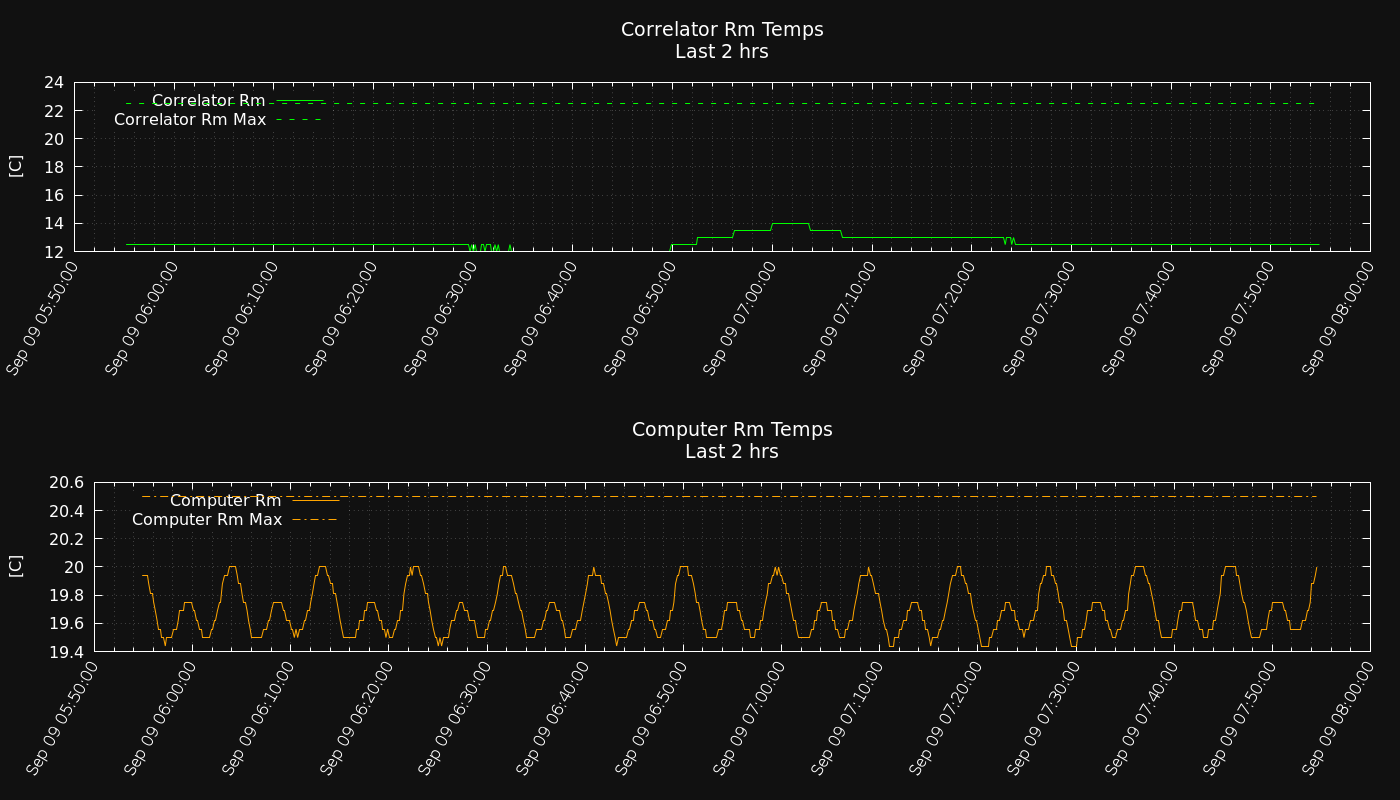 Correlator Rm Temps
Last 2 hrs
24
22
20
18
16
14
12
[C]
Correlator Rm
Correlator Rm Max
Sep 09 05:50:00
Sep 09 06:00:00
Sep 09 06:10:00
Sep 09 06:20:00
Sep 09 06:30:00
Sep 09 06:40:00
Sep 09 06:50:00
Sep 09 07:00:00
Sep 09 07:10:00
Sep 09 07:20:00
Sep 09 07:30:00
Sep 09 07:40:00
Sep 09 07:50:00
Sep 09 08:00:00
Computer Rm Temps
Last 2 hrs
20.6
20.4
20.2
20
19.8
19.6
19.4
[C]
Computer Rm
Computer Rm Max
Sep 09 05:50:00
Sep 09 06:00:00
Sep 09 06:10:00
Sep 09 06:20:00
Sep 09 06:30:00
Sep 09 06:40:00
Sep 09 06:50:00
Sep 09 07:00:00
Sep 09 07:10:00
Sep 09 07:20:00
Sep 09 07:30:00
Sep 09 07:40:00
Sep 09 07:50:00
Sep 09 08:00:00